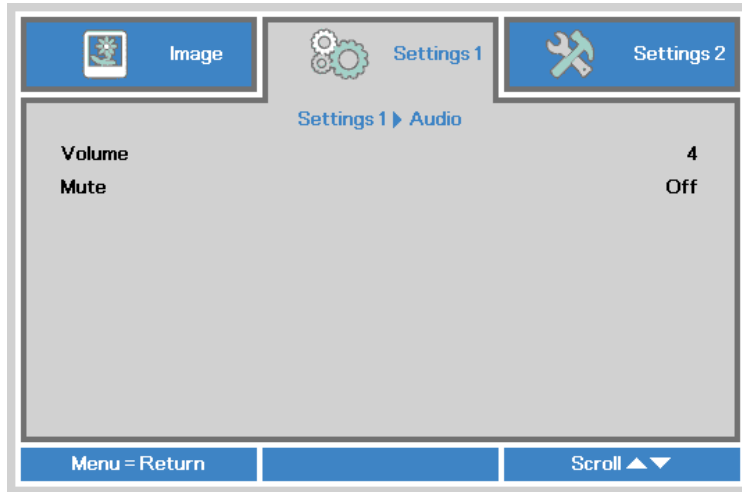 Image
Settings 1
Settings 2
Settings 1 ▶ Audio
Volume 4
Mute Off
Menu = Return
Scroll ▲▼